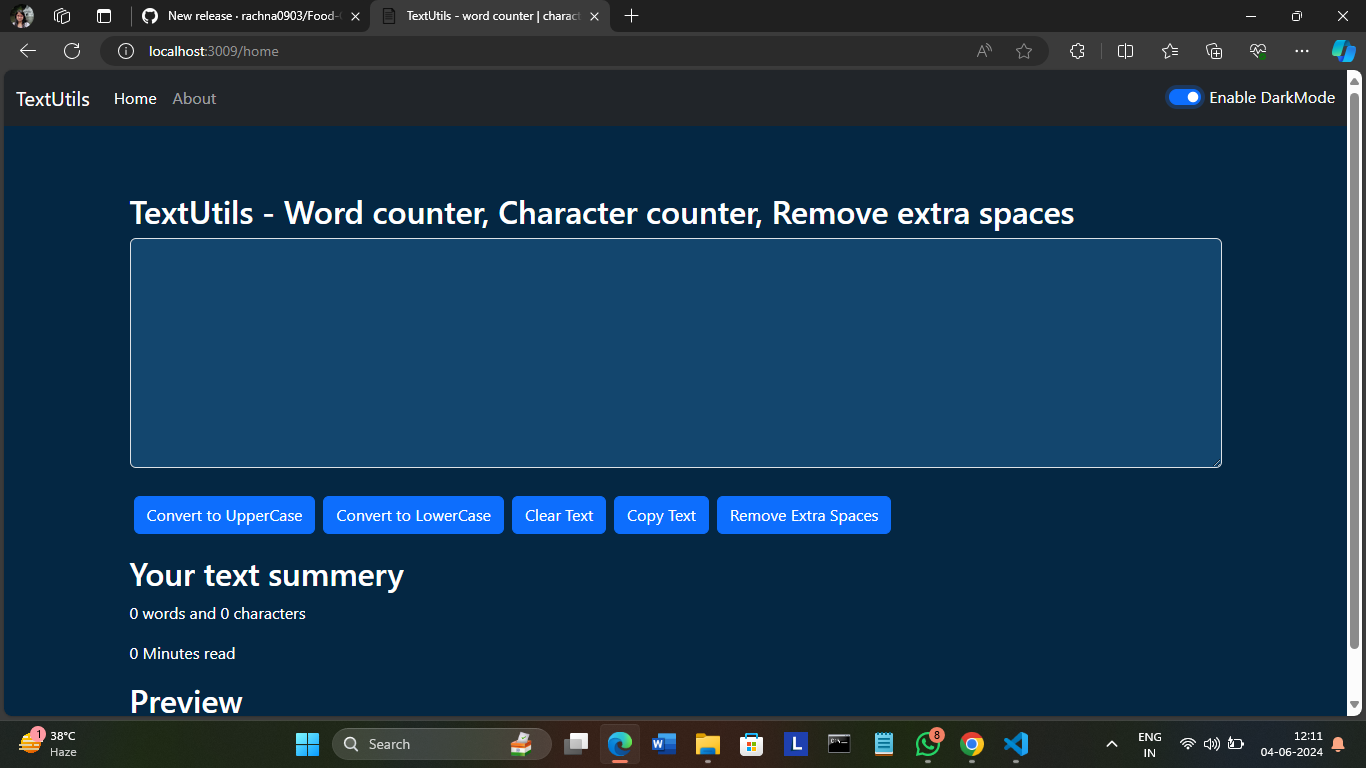 New release · rachna0903/Food-
TextUtils - word counter | charact
localhost:3009/home
TextUtils Home About Enable DarkMode
TextUtils - Word counter, Character counter, Remove extra spaces
Convert to UpperCase Convert to LowerCase Clear Text Copy Text Remove Extra Spaces
Your text summery
0 words and 0 characters
0 Minutes read
Preview
1
38°C
Haze
Search
W
L
8
ENG
IN
12:11
04-06-2024